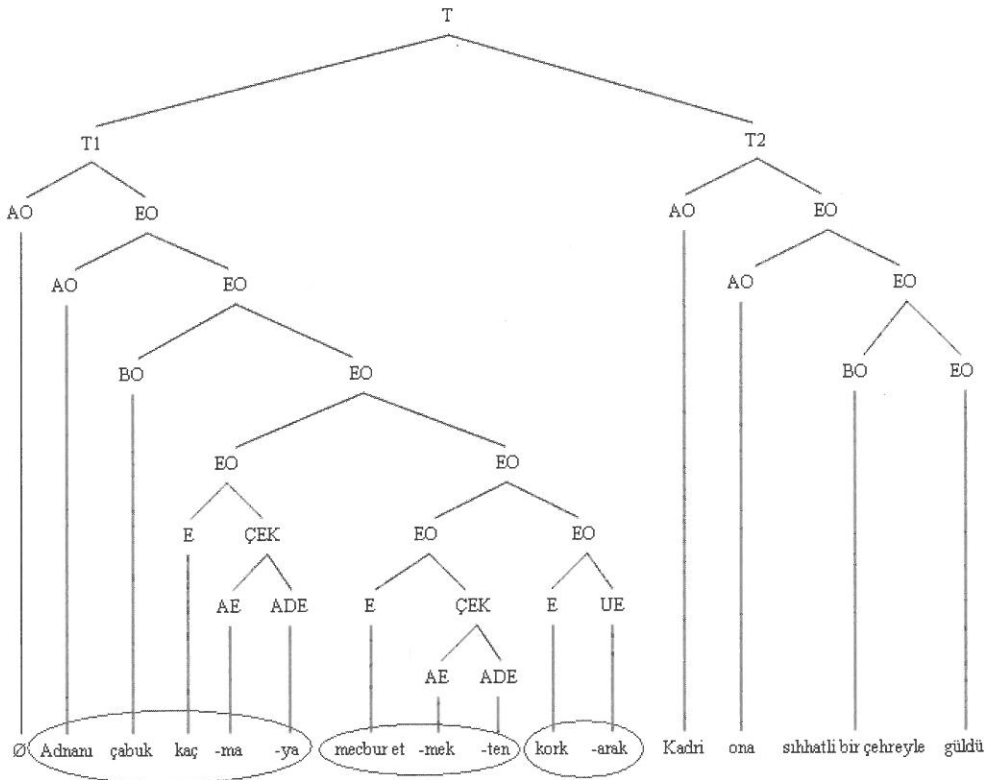 T
T1 T2
AO EO AO EO
AO EO AO EO
BO EO BO EO
EO EO
E ÇEK EO EO
AE ADE E ÇEK E UE
AE ADE
Ø Adnanı çabuk kaç -ma -ya mecbur et -mek -ten kork -arak Kadri ona sıhhatli bir çehreyle güldü